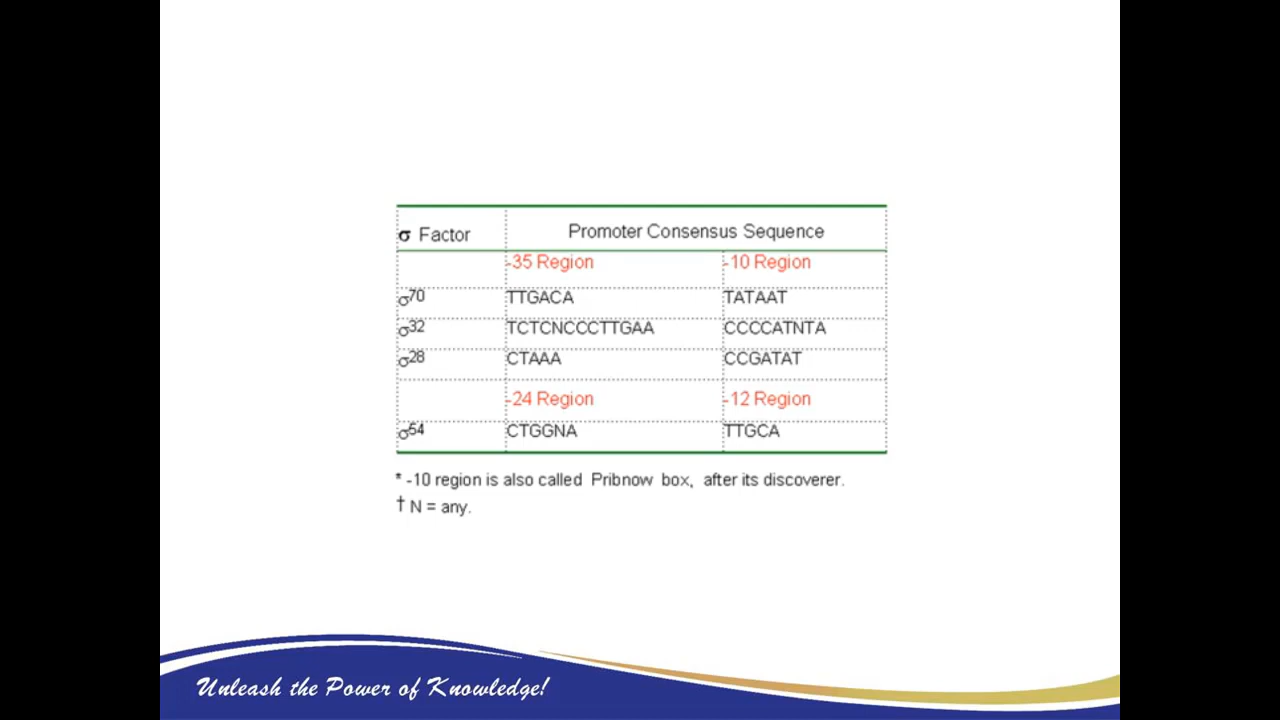 σ Factor Promoter Consensus Sequence
-35 Region -10 Region
σ70 TTGACA TATAAT
σ32 TCTCNCCCTTGAA CCCCATNTA
σ28 CTAAA CCGATAT
-24 Region -12 Region
σ54 CTGGNA TTGCA
* -10 region is also called Pribnow box, after its discoverer.
† N = any.
Unleash the Power of Knowledge!